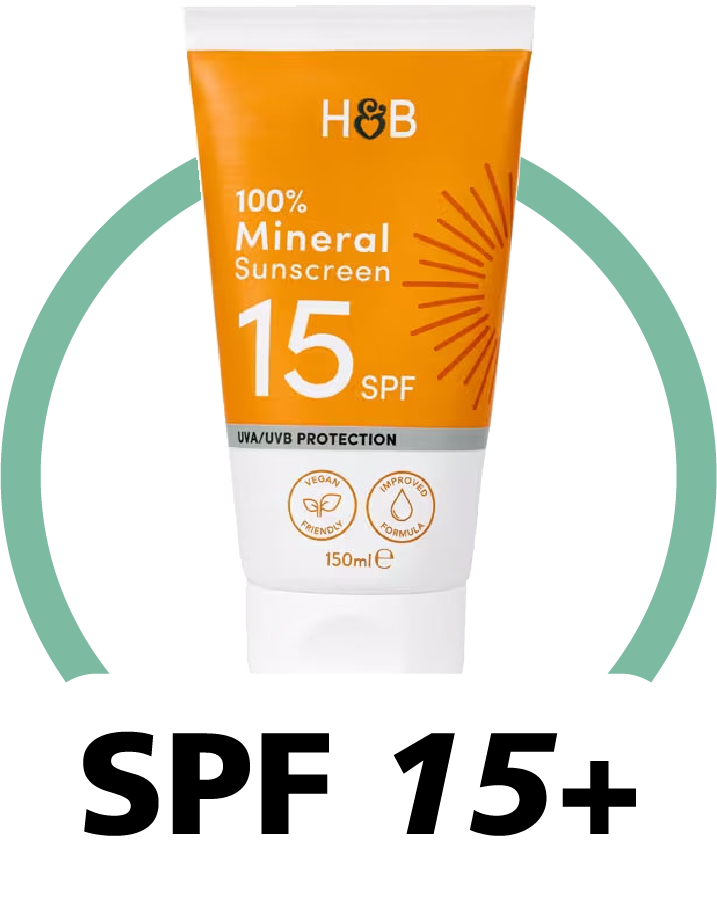 H&B
100%
Mineral
Sunscreen
15 SPF
UVA/UVB PROTECTION
VEGAN FRIENDLY
IMPROVED FORMULA
150ml ℮
SPF 15+